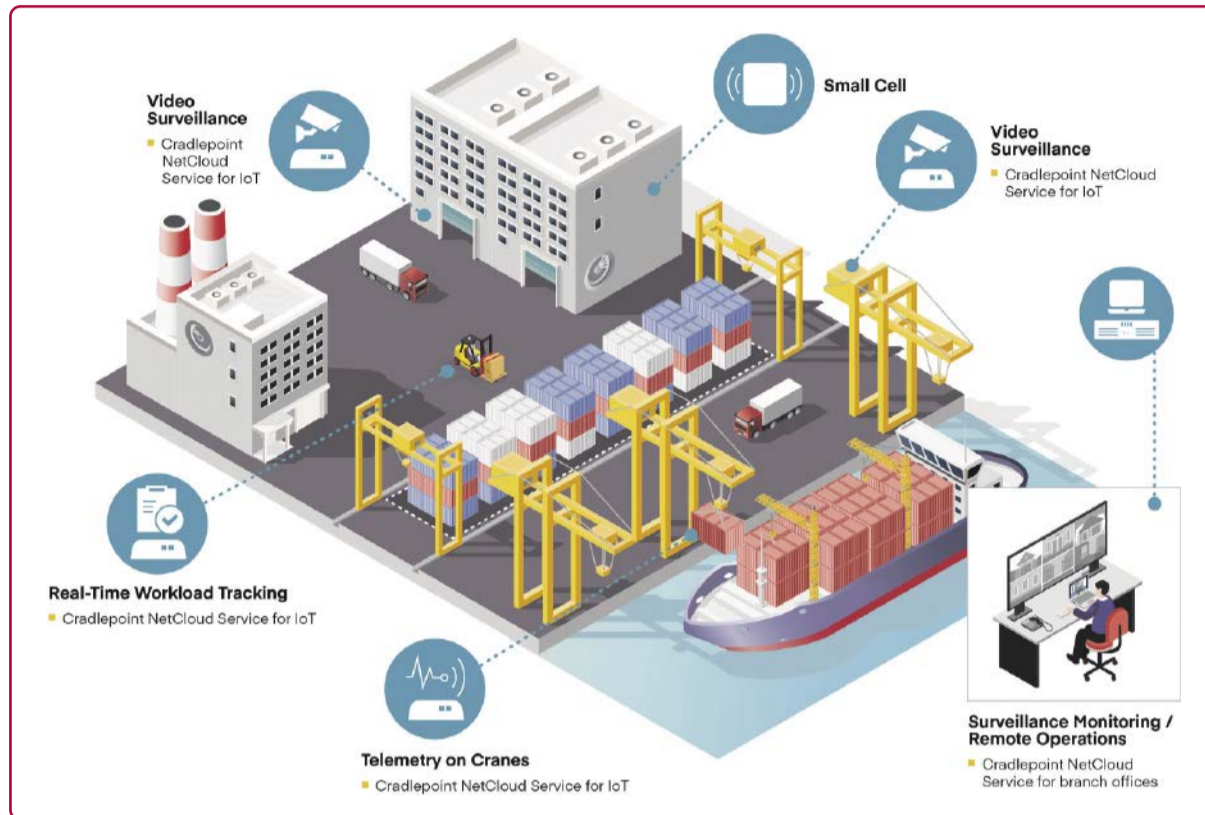 Video
Surveillance
Cradlepoint
NetCloud
Service for IoT
Small Cell
Video
Surveillance
Cradlepoint NetCloud
Service for IoT
Real-Time Workload Tracking
Cradlepoint NetCloud Service for IoT
Telemetry on Cranes
Cradlepoint NetCloud Service for IoT
Surveillance Monitoring /
Remote Operations
Cradlepoint NetCloud
Service for branch offices